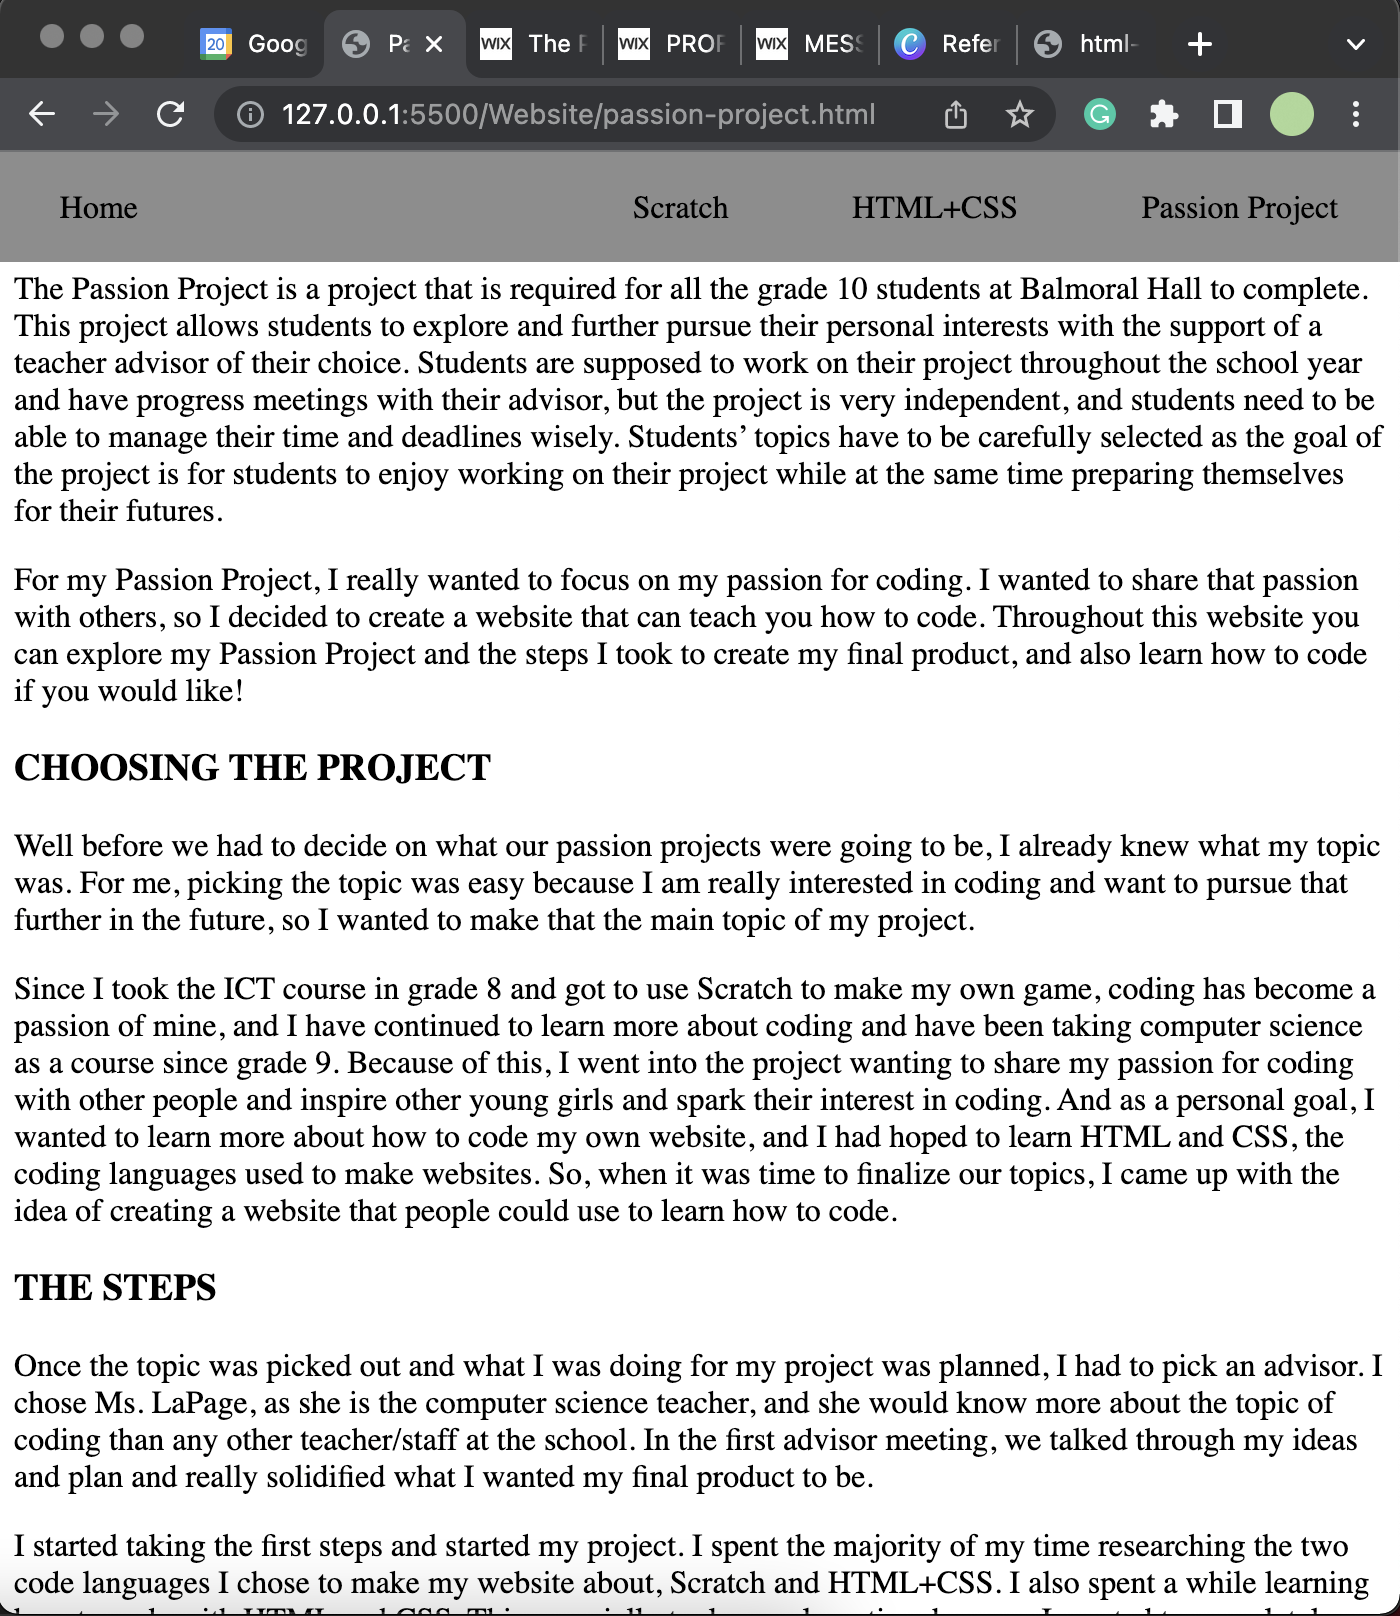 20 Goog Pa WIX The P WIX PROF WIX MESS C Refer html-
127.0.0.1:5500/Website/passion-project.html
Home Scratch HTML+CSS Passion Project
The Passion Project is a project that is required for all the grade 10 students at Balmoral Hall to complete.
This project allows students to explore and further pursue their personal interests with the support of a
teacher advisor of their choice. Students are supposed to work on their project throughout the school year
and have progress meetings with their advisor, but the project is very independent, and students need to be
able to manage their time and deadlines wisely. Students’ topics have to be carefully selected as the goal of
the project is for students to enjoy working on their project while at the same time preparing themselves
for their futures.
For my Passion Project, I really wanted to focus on my passion for coding. I wanted to share that passion
with others, so I decided to create a website that can teach you how to code. Throughout this website you
can explore my Passion Project and the steps I took to create my final product, and also learn how to code
if you would like!
CHOOSING THE PROJECT
Well before we had to decide on what our passion projects were going to be, I already knew what my topic
was. For me, picking the topic was easy because I am really interested in coding and want to pursue that
further in the future, so I wanted to make that the main topic of my project.
Since I took the ICT course in grade 8 and got to use Scratch to make my own game, coding has become a
passion of mine, and I have continued to learn more about coding and have been taking computer science
as a course since grade 9. Because of this, I went into the project wanting to share my passion for coding
with other people and inspire other young girls and spark their interest in coding. And as a personal goal, I
wanted to learn more about how to code my own website, and I had hoped to learn HTML and CSS, the
coding languages used to make websites. So, when it was time to finalize our topics, I came up with the
idea of creating a website that people could use to learn how to code.
THE STEPS
Once the topic was picked out and what I was doing for my project was planned, I had to pick an advisor. I
chose Ms. LaPage, as she is the computer science teacher, and she would know more about the topic of
coding than any other teacher/staff at the school. In the first advisor meeting, we talked through my ideas
and plan and really solidified what I wanted my final product to be.
I started taking the first steps and started my project. I spent the majority of my time researching the two
code languages I chose to make my website about, Scratch and HTML+CSS. I also spent a while learning